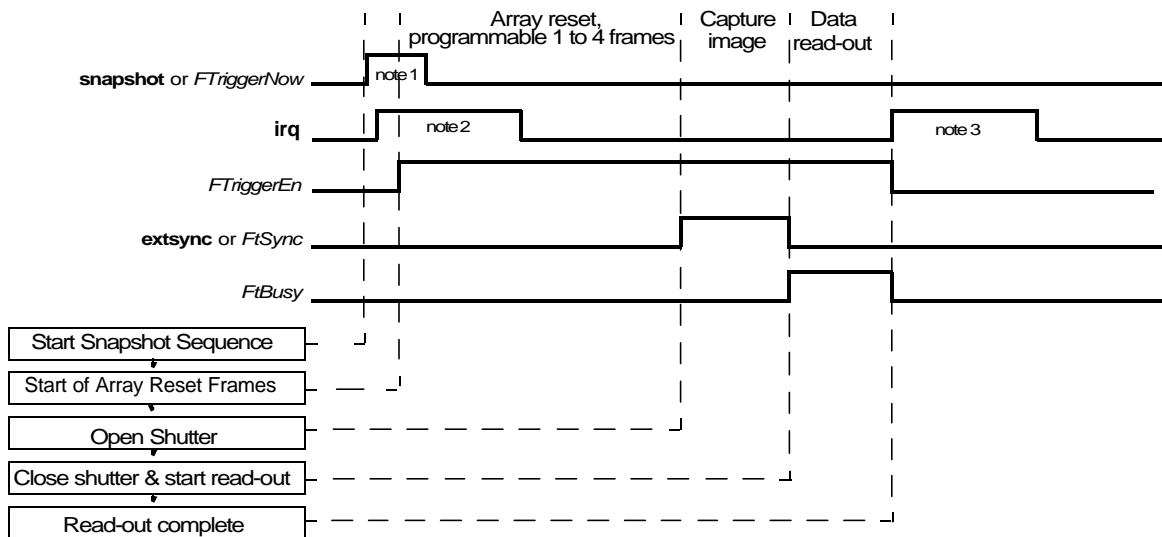 Array reset,
programmable 1 to 4 frames
Capture
image
Data
read-out
snapshot or FTriggerNow
note 1
irq
note 2
note 3
FTriggerEn
extsync or FtSync
FtBusy
Start Snapshot Sequence
Start of Array Reset Frames
Open Shutter
Close shutter & start read-out
Read-out complete